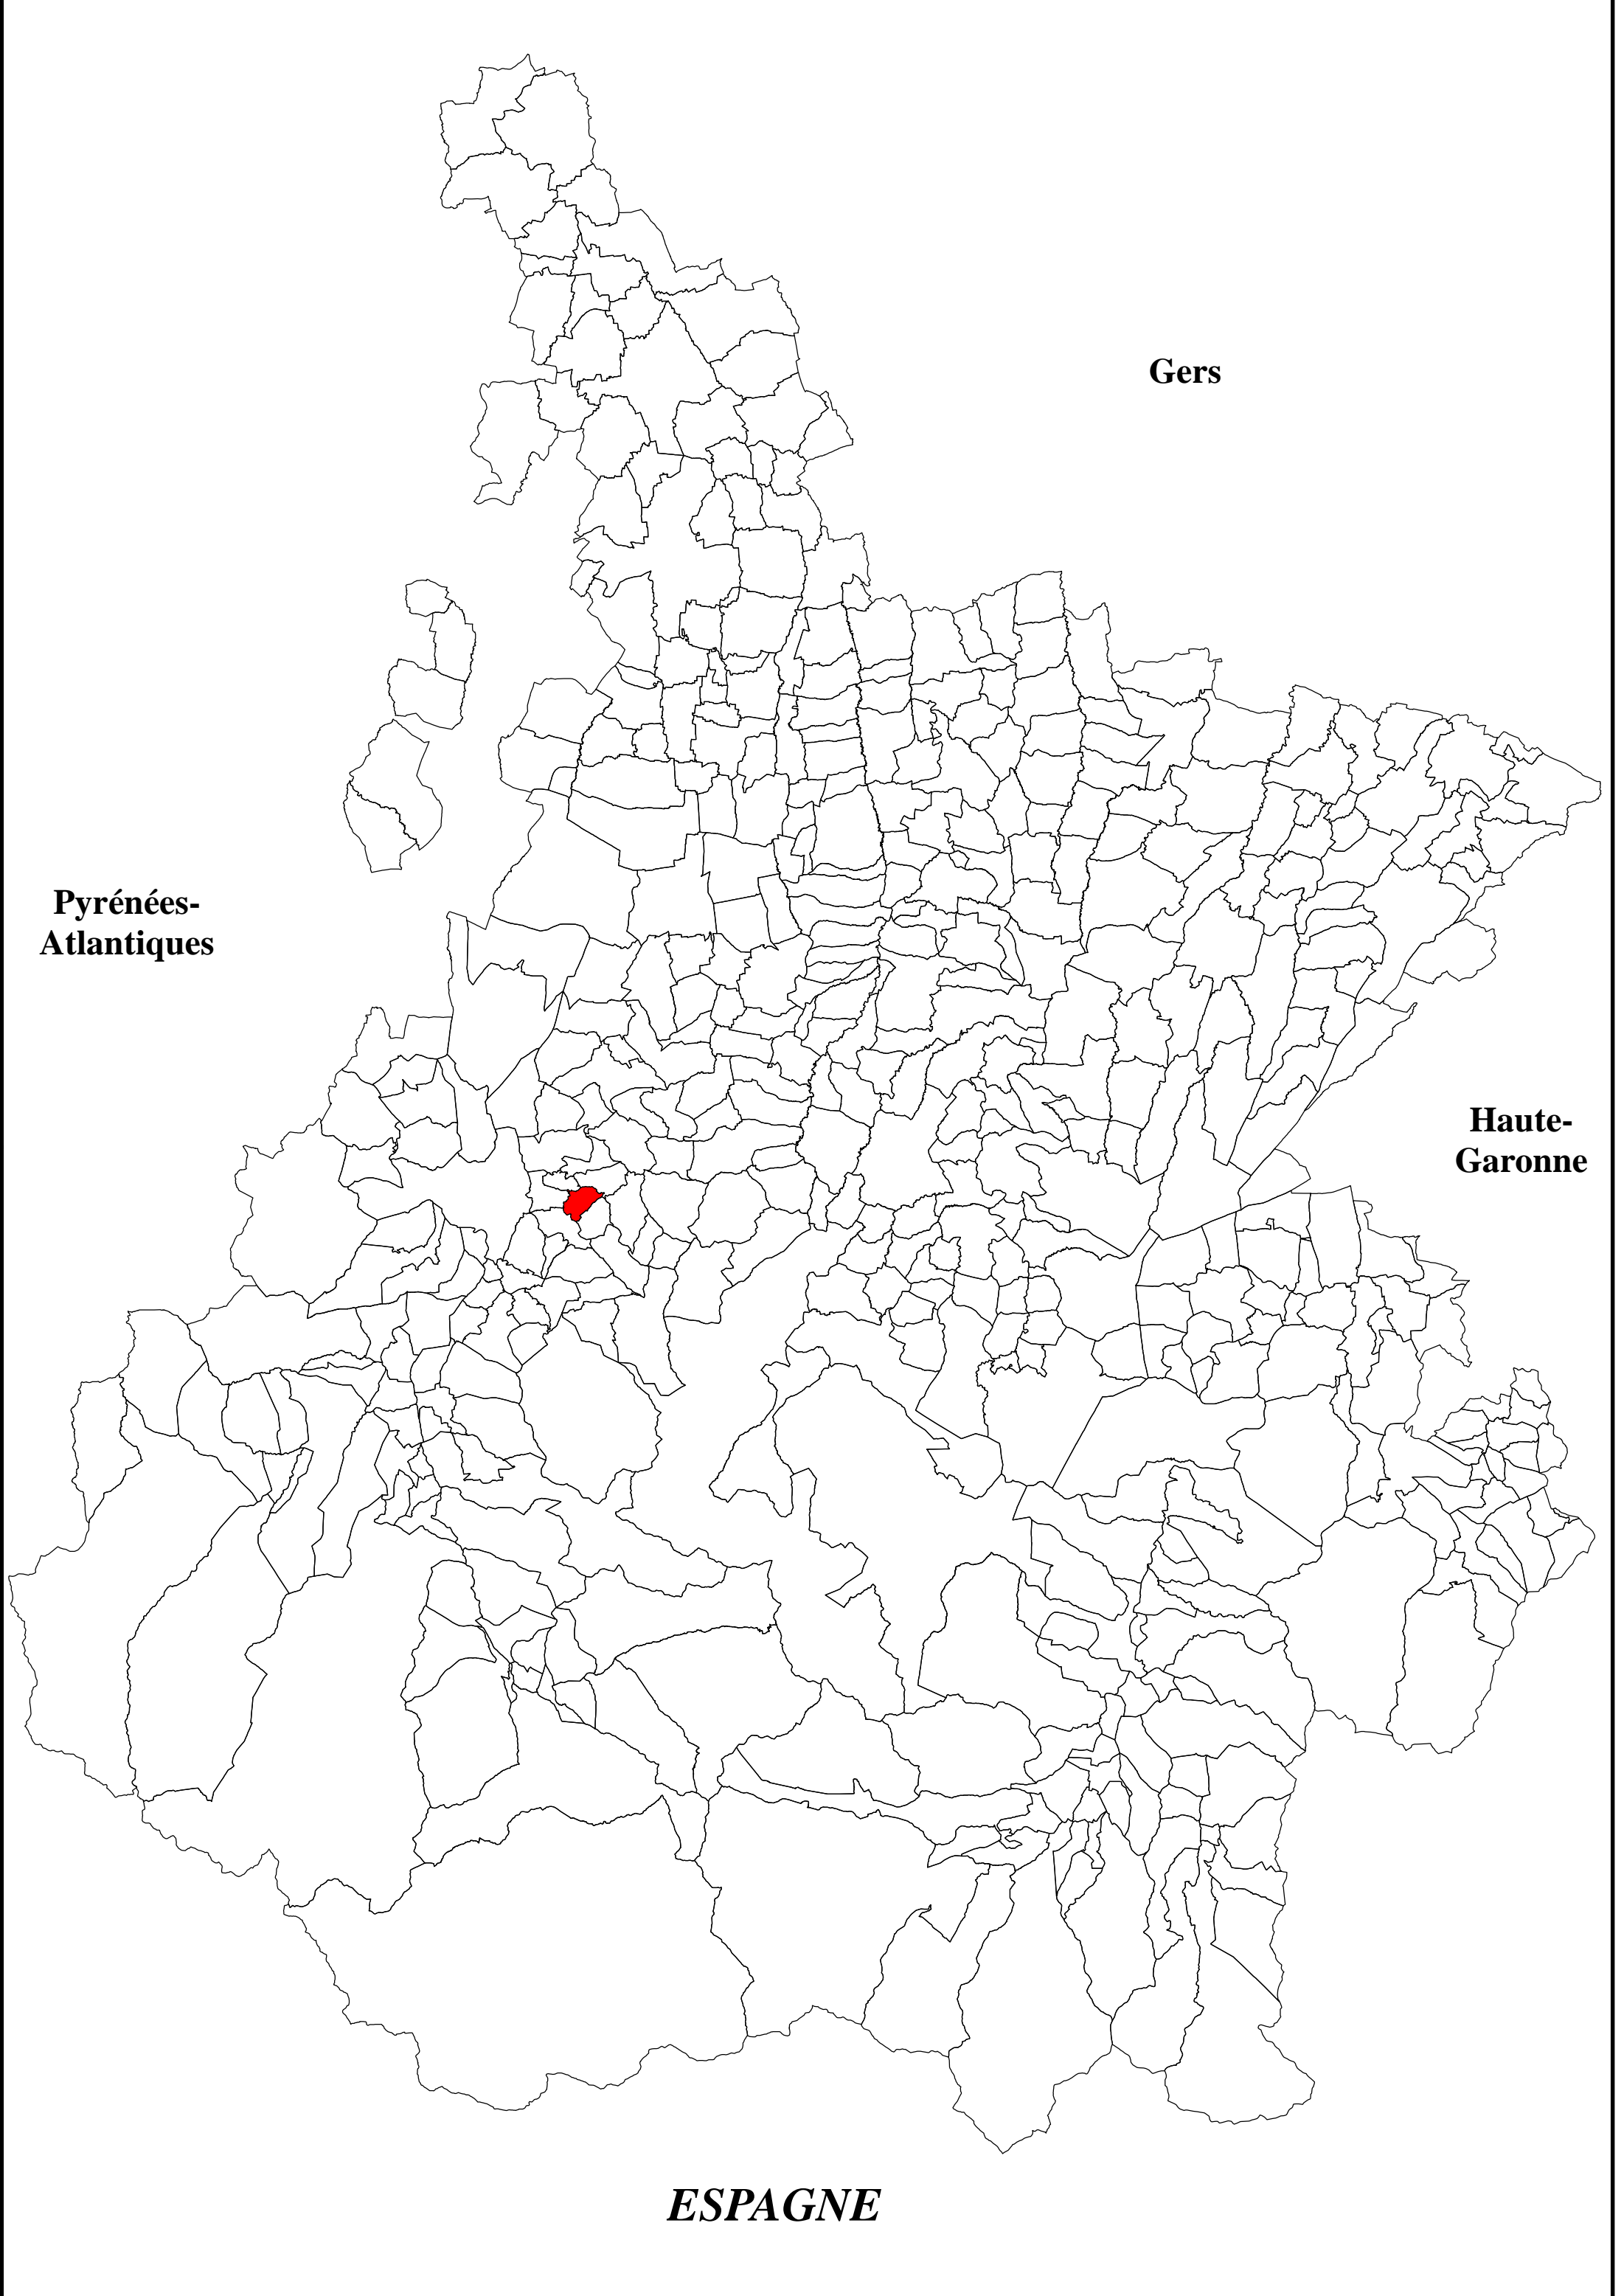 Gers
Pyrénées-
Atlantiques
Haute-
Garonne
ESPAGNE